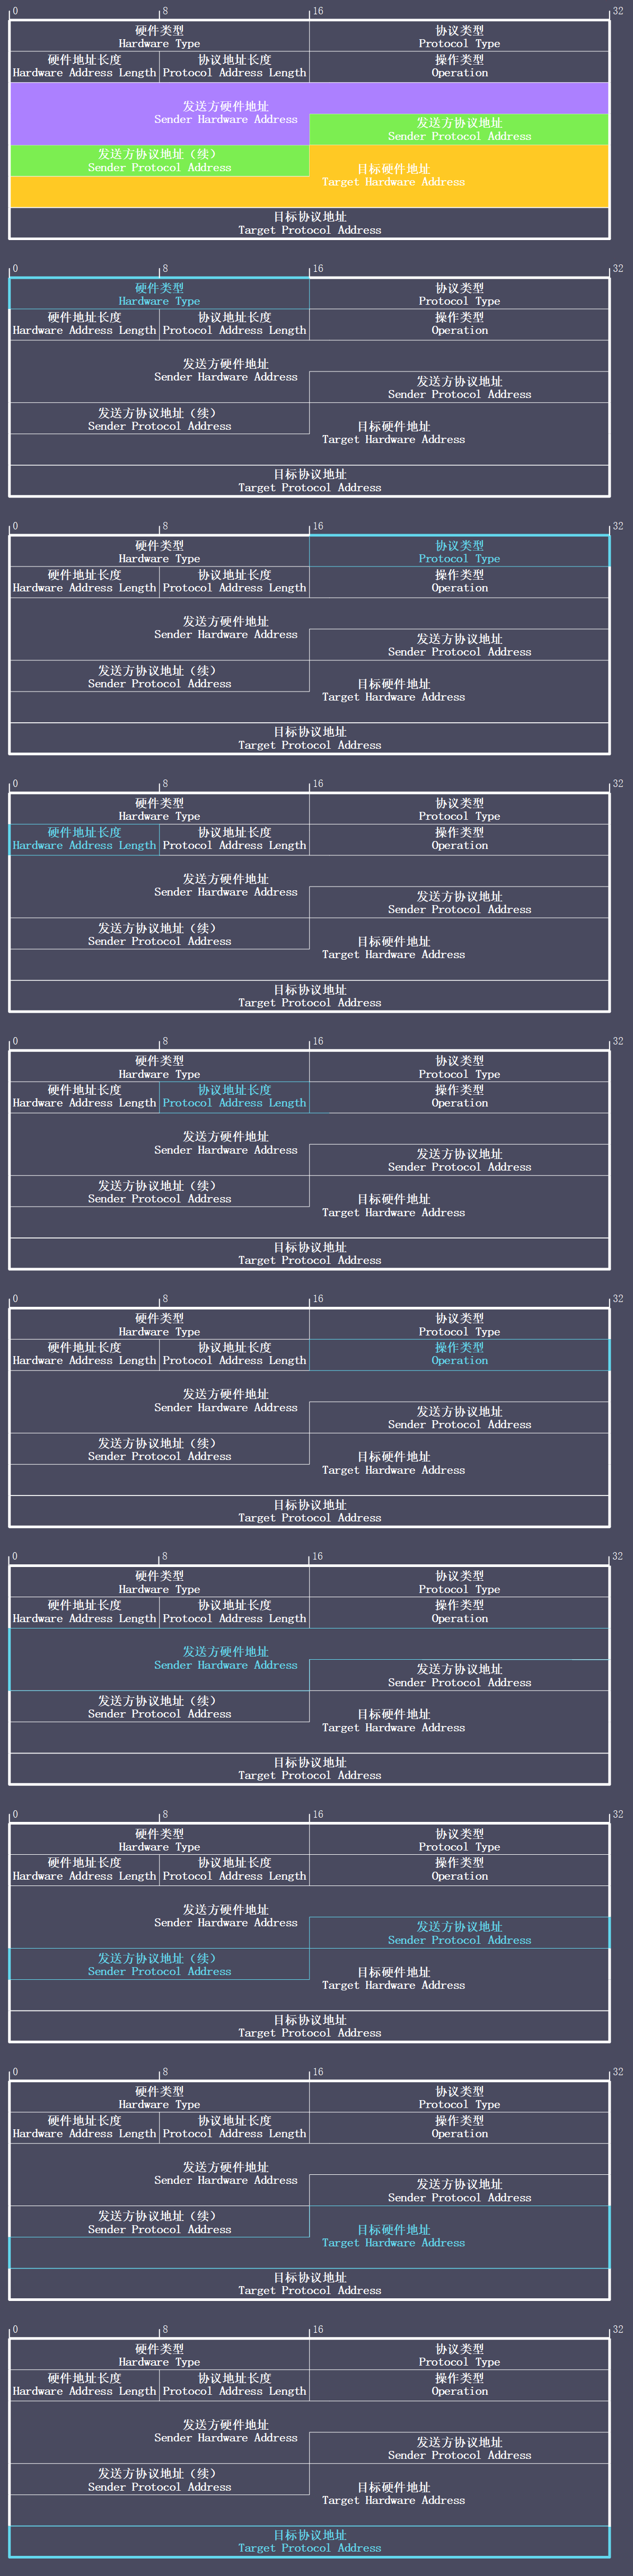 0 8 16 32
硬件类型 协议类型
Hardware Type Protocol Type
硬件地址长度 协议地址长度 操作类型
Hardware Address Length Protocol Address Length Operation
发送方硬件地址
Sender Hardware Address
发送方协议地址
Sender Protocol Address
发送方协议地址（续）
Sender Protocol Address
目标硬件地址
Target Hardware Address
目标协议地址
Target Protocol Address
0 8 16 32
硬件类型 协议类型
Hardware Type Protocol Type
硬件地址长度 协议地址长度 操作类型
Hardware Address Length Protocol Address Length Operation
发送方硬件地址
Sender Hardware Address
发送方协议地址
Sender Protocol Address
发送方协议地址（续）
Sender Protocol Address
目标硬件地址
Target Hardware Address
目标协议地址
Target Protocol Address
0 8 16 32
硬件类型 协议类型
Hardware Type Protocol Type
硬件地址长度 协议地址长度 操作类型
Hardware Address Length Protocol Address Length Operation
发送方硬件地址
Sender Hardware Address
发送方协议地址
Sender Protocol Address
发送方协议地址（续）
Sender Protocol Address
目标硬件地址
Target Hardware Address
目标协议地址
Target Protocol Address
0 8 16 32
硬件类型 协议类型
Hardware Type Protocol Type
硬件地址长度 协议地址长度 操作类型
Hardware Address Length Protocol Address Length Operation
发送方硬件地址
Sender Hardware Address
发送方协议地址
Sender Protocol Address
发送方协议地址（续）
Sender Protocol Address
目标硬件地址
Target Hardware Address
目标协议地址
Target Protocol Address
0 8 16 32
硬件类型 协议类型
Hardware Type Protocol Type
硬件地址长度 协议地址长度 操作类型
Hardware Address Length Protocol Address Length Operation
发送方硬件地址
Sender Hardware Address
发送方协议地址
Sender Protocol Address
发送方协议地址（续）
Sender Protocol Address
目标硬件地址
Target Hardware Address
目标协议地址
Target Protocol Address
0 8 16 32
硬件类型 协议类型
Hardware Type Protocol Type
硬件地址长度 协议地址长度 操作类型
Hardware Address Length Protocol Address Length Operation
发送方硬件地址
Sender Hardware Address
发送方协议地址
Sender Protocol Address
发送方协议地址（续）
Sender Protocol Address
目标硬件地址
Target Hardware Address
目标协议地址
Target Protocol Address
0 8 16 32
硬件类型 协议类型
Hardware Type Protocol Type
硬件地址长度 协议地址长度 操作类型
Hardware Address Length Protocol Address Length Operation
发送方硬件地址
Sender Hardware Address
发送方协议地址
Sender Protocol Address
发送方协议地址（续）
Sender Protocol Address
目标硬件地址
Target Hardware Address
目标协议地址
Target Protocol Address
0 8 16 32
硬件类型 协议类型
Hardware Type Protocol Type
硬件地址长度 协议地址长度 操作类型
Hardware Address Length Protocol Address Length Operation
发送方硬件地址
Sender Hardware Address
发送方协议地址
Sender Protocol Address
发送方协议地址（续）
Sender Protocol Address
目标硬件地址
Target Hardware Address
目标协议地址
Target Protocol Address
0 8 16 32
硬件类型 协议类型
Hardware Type Protocol Type
硬件地址长度 协议地址长度 操作类型
Hardware Address Length Protocol Address Length Operation
发送方硬件地址
Sender Hardware Address
发送方协议地址
Sender Protocol Address
发送方协议地址（续）
Sender Protocol Address
目标硬件地址
Target Hardware Address
目标协议地址
Target Protocol Address
0 8 16 32
硬件类型 协议类型
Hardware Type Protocol Type
硬件地址长度 协议地址长度 操作类型
Hardware Address Length Protocol Address Length Operation
发送方硬件地址
Sender Hardware Address
发送方协议地址
Sender Protocol Address
发送方协议地址（续）
Sender Protocol Address
目标硬件地址
Target Hardware Address
目标协议地址
Target Protocol Address